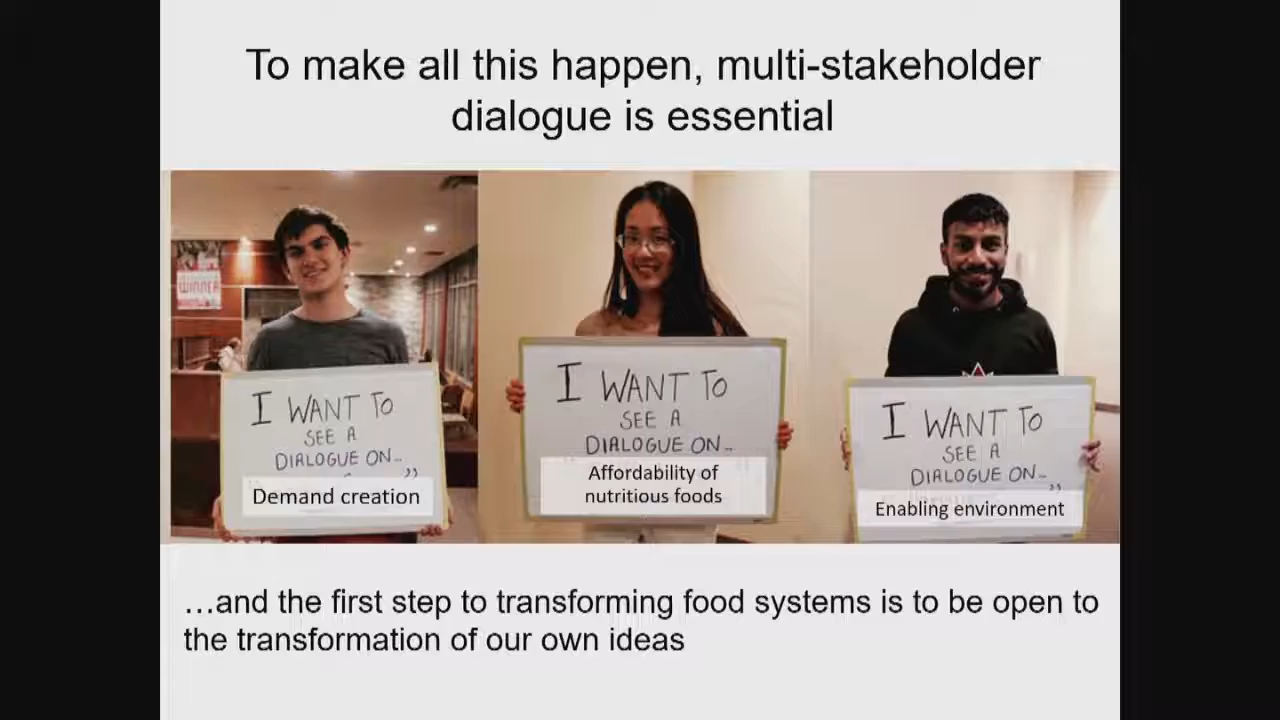 To make all this happen, multi-stakeholder
dialogue is essential
WINNER
I WANT TO
SEE A
DIALOGUE ON...
”
Demand creation
I WANT TO
SEE A
DIALOGUE ON...
Affordability of
nutritious foods
I WANT TO
SEE A
DIALOGUE ON...
”
Enabling environment
...and the first step to transforming food systems is to be open to
the transformation of our own ideas